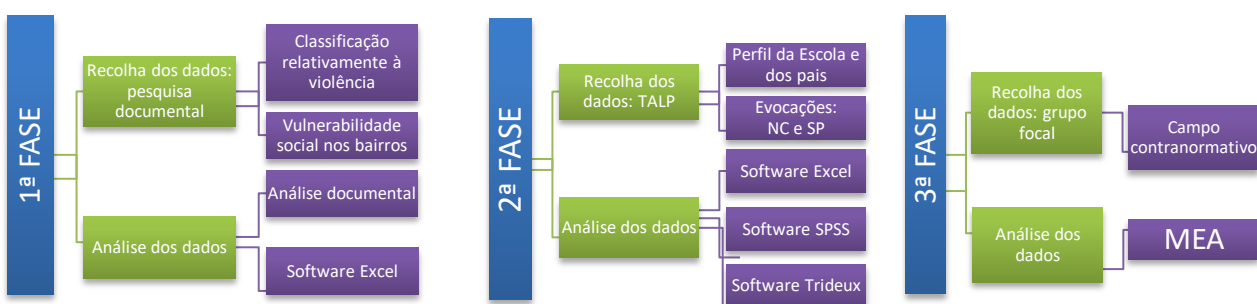 1ª FASE
Recolha dos dados:
pesquisa
documental
Classificação
relativamente à
violência
Vulnerabilidade
social nos bairros
Análise dos dados
Análise documental
Software Excel
2ª FASE
Recolha dos
dados: TALP
Perfil da Escola e
dos pais
Evocações:
NC e SP
Análise dos dados
Software Excel
Software SPSS
Software Trideux
3ª FASE
Recolha dos
dados: grupo
focal
Campo
contranormativo
Análise dos
dados
MEA